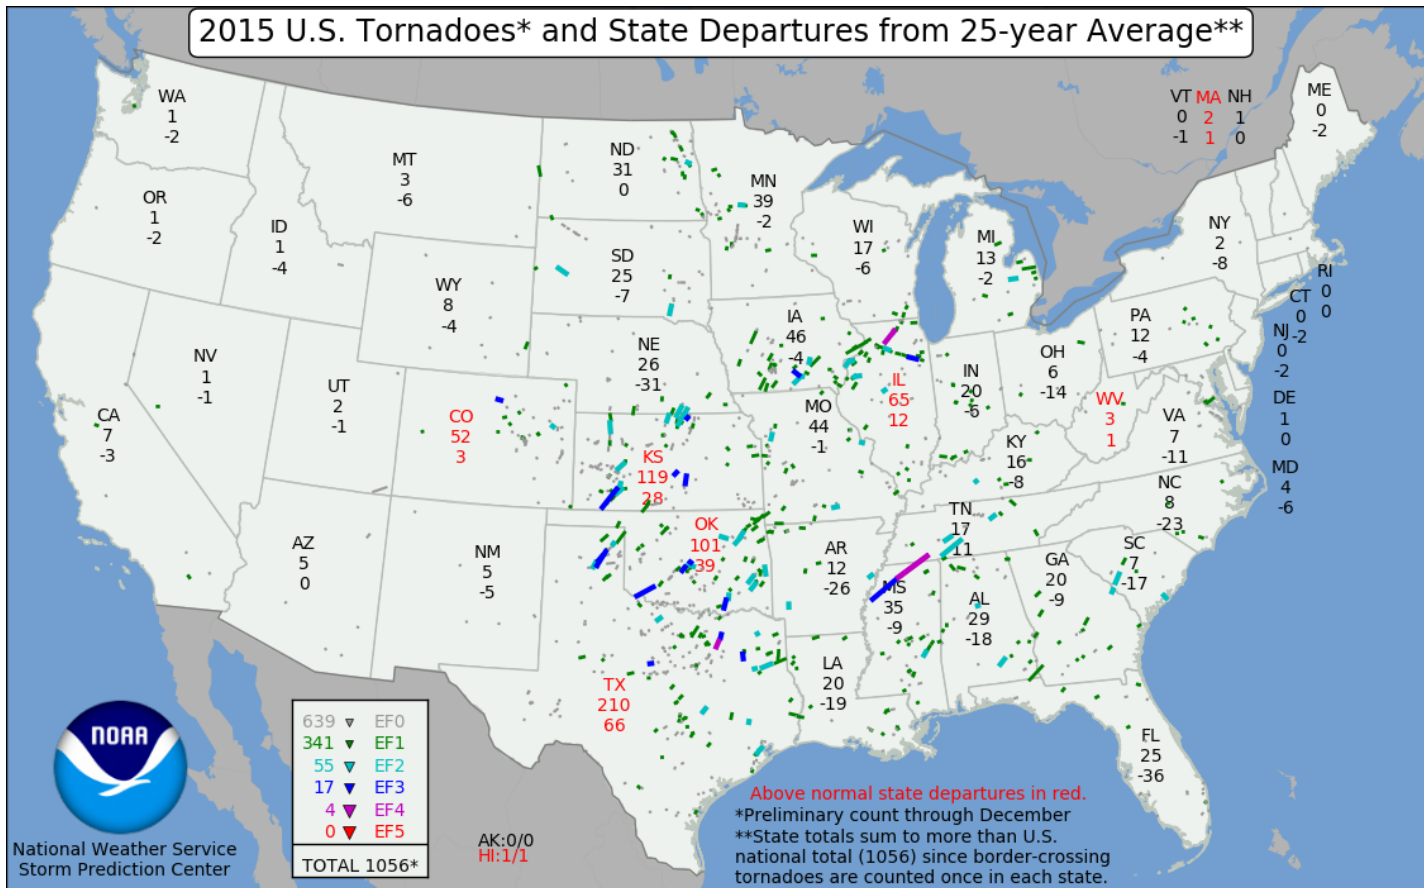 2015 U.S. Tornadoes* and State Departures from 25-year Average**
WA
1
-2
OR
1
-2
ID
1
-4
MT
3
-6
WY
8
-4
NV
1
-1
UT
2
-1
CA
7
-3
AZ
5
0
NM
5
-5
CO
52
3
ND
31
0
SD
25
-7
NE
26
-31
KS
119
28
OK
101
39
TX
210
66
MN
39
-2
IA
46
-4
MO
44
-1
AR
12
-26
LA
20
-19
WI
17
-6
IL
65
12
MI
13
-2
IN
20
-6
OH
6
-14
KY
16
-8
TN
17
-11
MS
35
-9
AL
29
-18
GA
20
-9
FL
25
-36
SC
7
-17
NC
8
-23
VA
7
-11
WV
3
1
PA
12
-4
NY
2
-8
VT MA NH
0 2 1
-1 1 0
ME
0
-2
RI
0
0
CT
0
-2
NJ
0
-2
DE
1
0
MD
4
-6
NOAA
National Weather Service
Storm Prediction Center
639 EF0
341 EF1
55 EF2
17 EF3
4 EF4
0 EF5
TOTAL 1056*
AK:0/0
HI:1/1
Above normal state departures in red.
*Preliminary count through December
**State totals sum to more than U.S.
national total (1056) since border-crossing
tornadoes are counted once in each state.